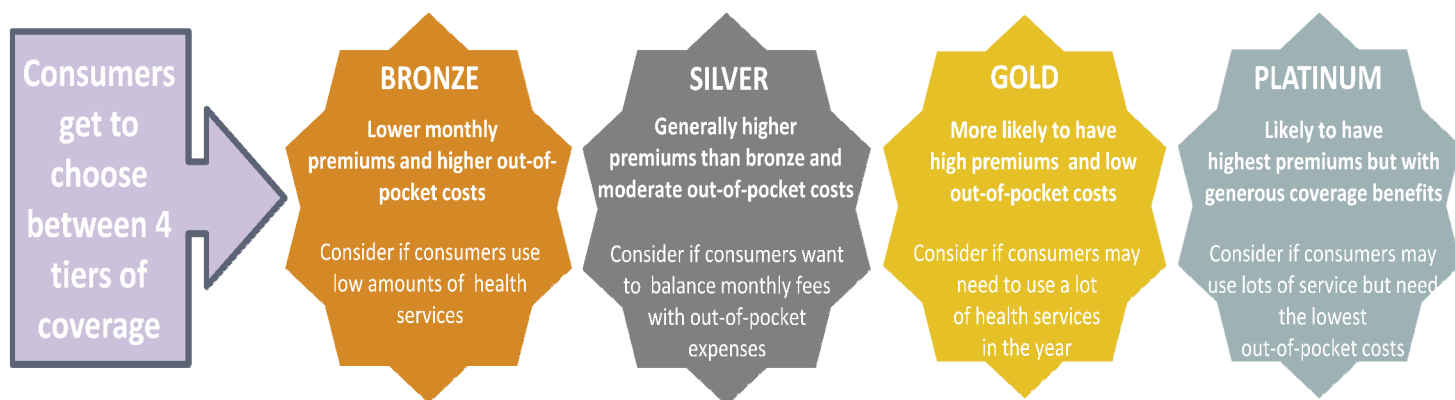 Consumers
get to
choose
between 4
tiers of
coverage
BRONZE
Lower monthly
premiums and higher out-of-
pocket costs
Consider if consumers use
low amounts of health
services
SILVER
Generally higher
premiums than bronze and
moderate out-of-pocket costs
Consider if consumers want
to balance monthly fees
with out-of-pocket
expenses
GOLD
More likely to have
high premiums and low
out-of-pocket costs
Consider if consumers may
need to use a lot
of health services
in the year
PLATINUM
Likely to have
highest premiums but with
generous coverage benefits
Consider if consumers may
use lots of service but need
the lowest
out-of-pocket costs